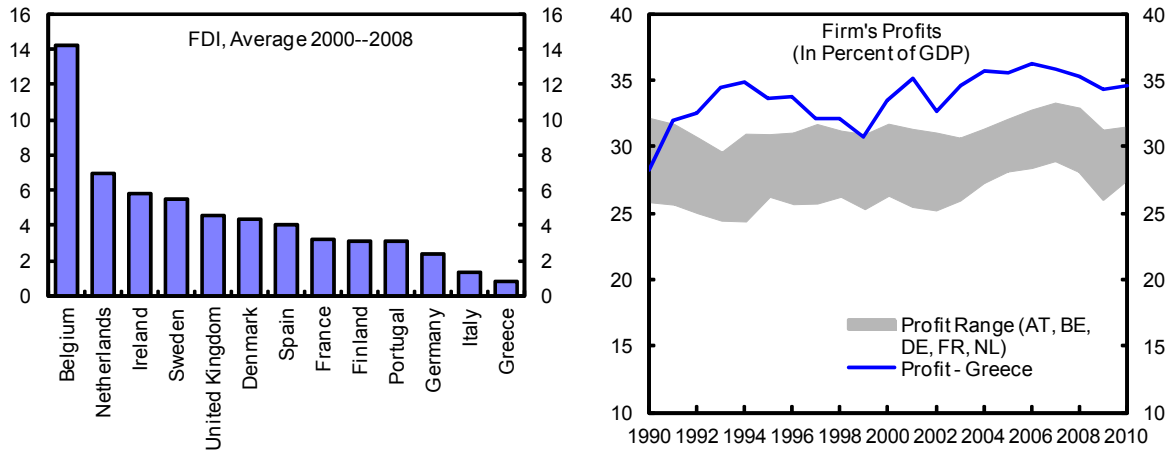 FDI, Average 2000--2008
16
14
12
10
8
6
4
2
0
16
14
12
10
8
6
4
2
0
Belgium
Netherlands
Ireland
Sweden
United Kingdom
Denmark
Spain
France
Finland
Portugal
Germany
Italy
Greece
Firm's Profits
(In Percent of GDP)
40
35
30
25
20
15
10
40
35
30
25
20
15
10
Profit Range (AT, BE,
DE, FR, NL)
Profit - Greece
1990 1992 1994 1996 1998 2000 2002 2004 2006 2008 2010